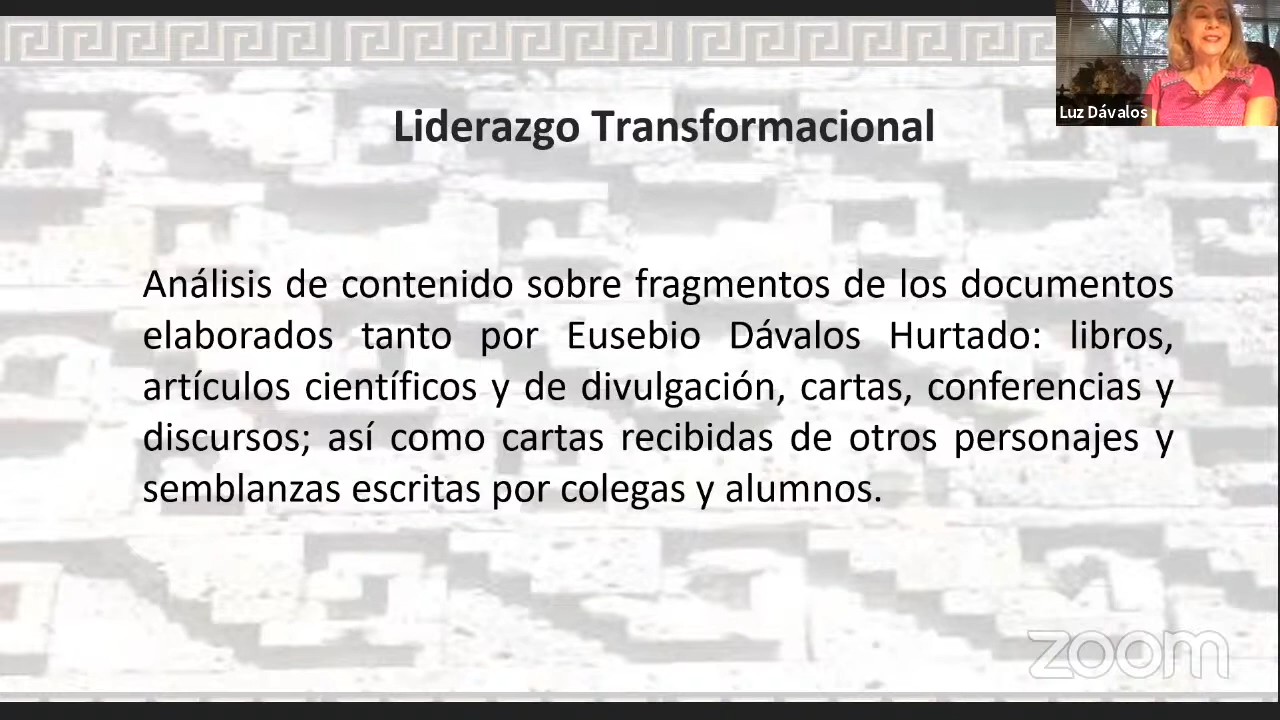 Liderazgo Transformacional
Luz Dávalos
Análisis de contenido sobre fragmentos de los documentos
elaborados tanto por Eusebio Dávalos Hurtado: libros,
artículos científicos y de divulgación, cartas, conferencias y
discursos; así como cartas recibidas de otros personajes y
semblanzas escritas por colegas y alumnos.
zoom